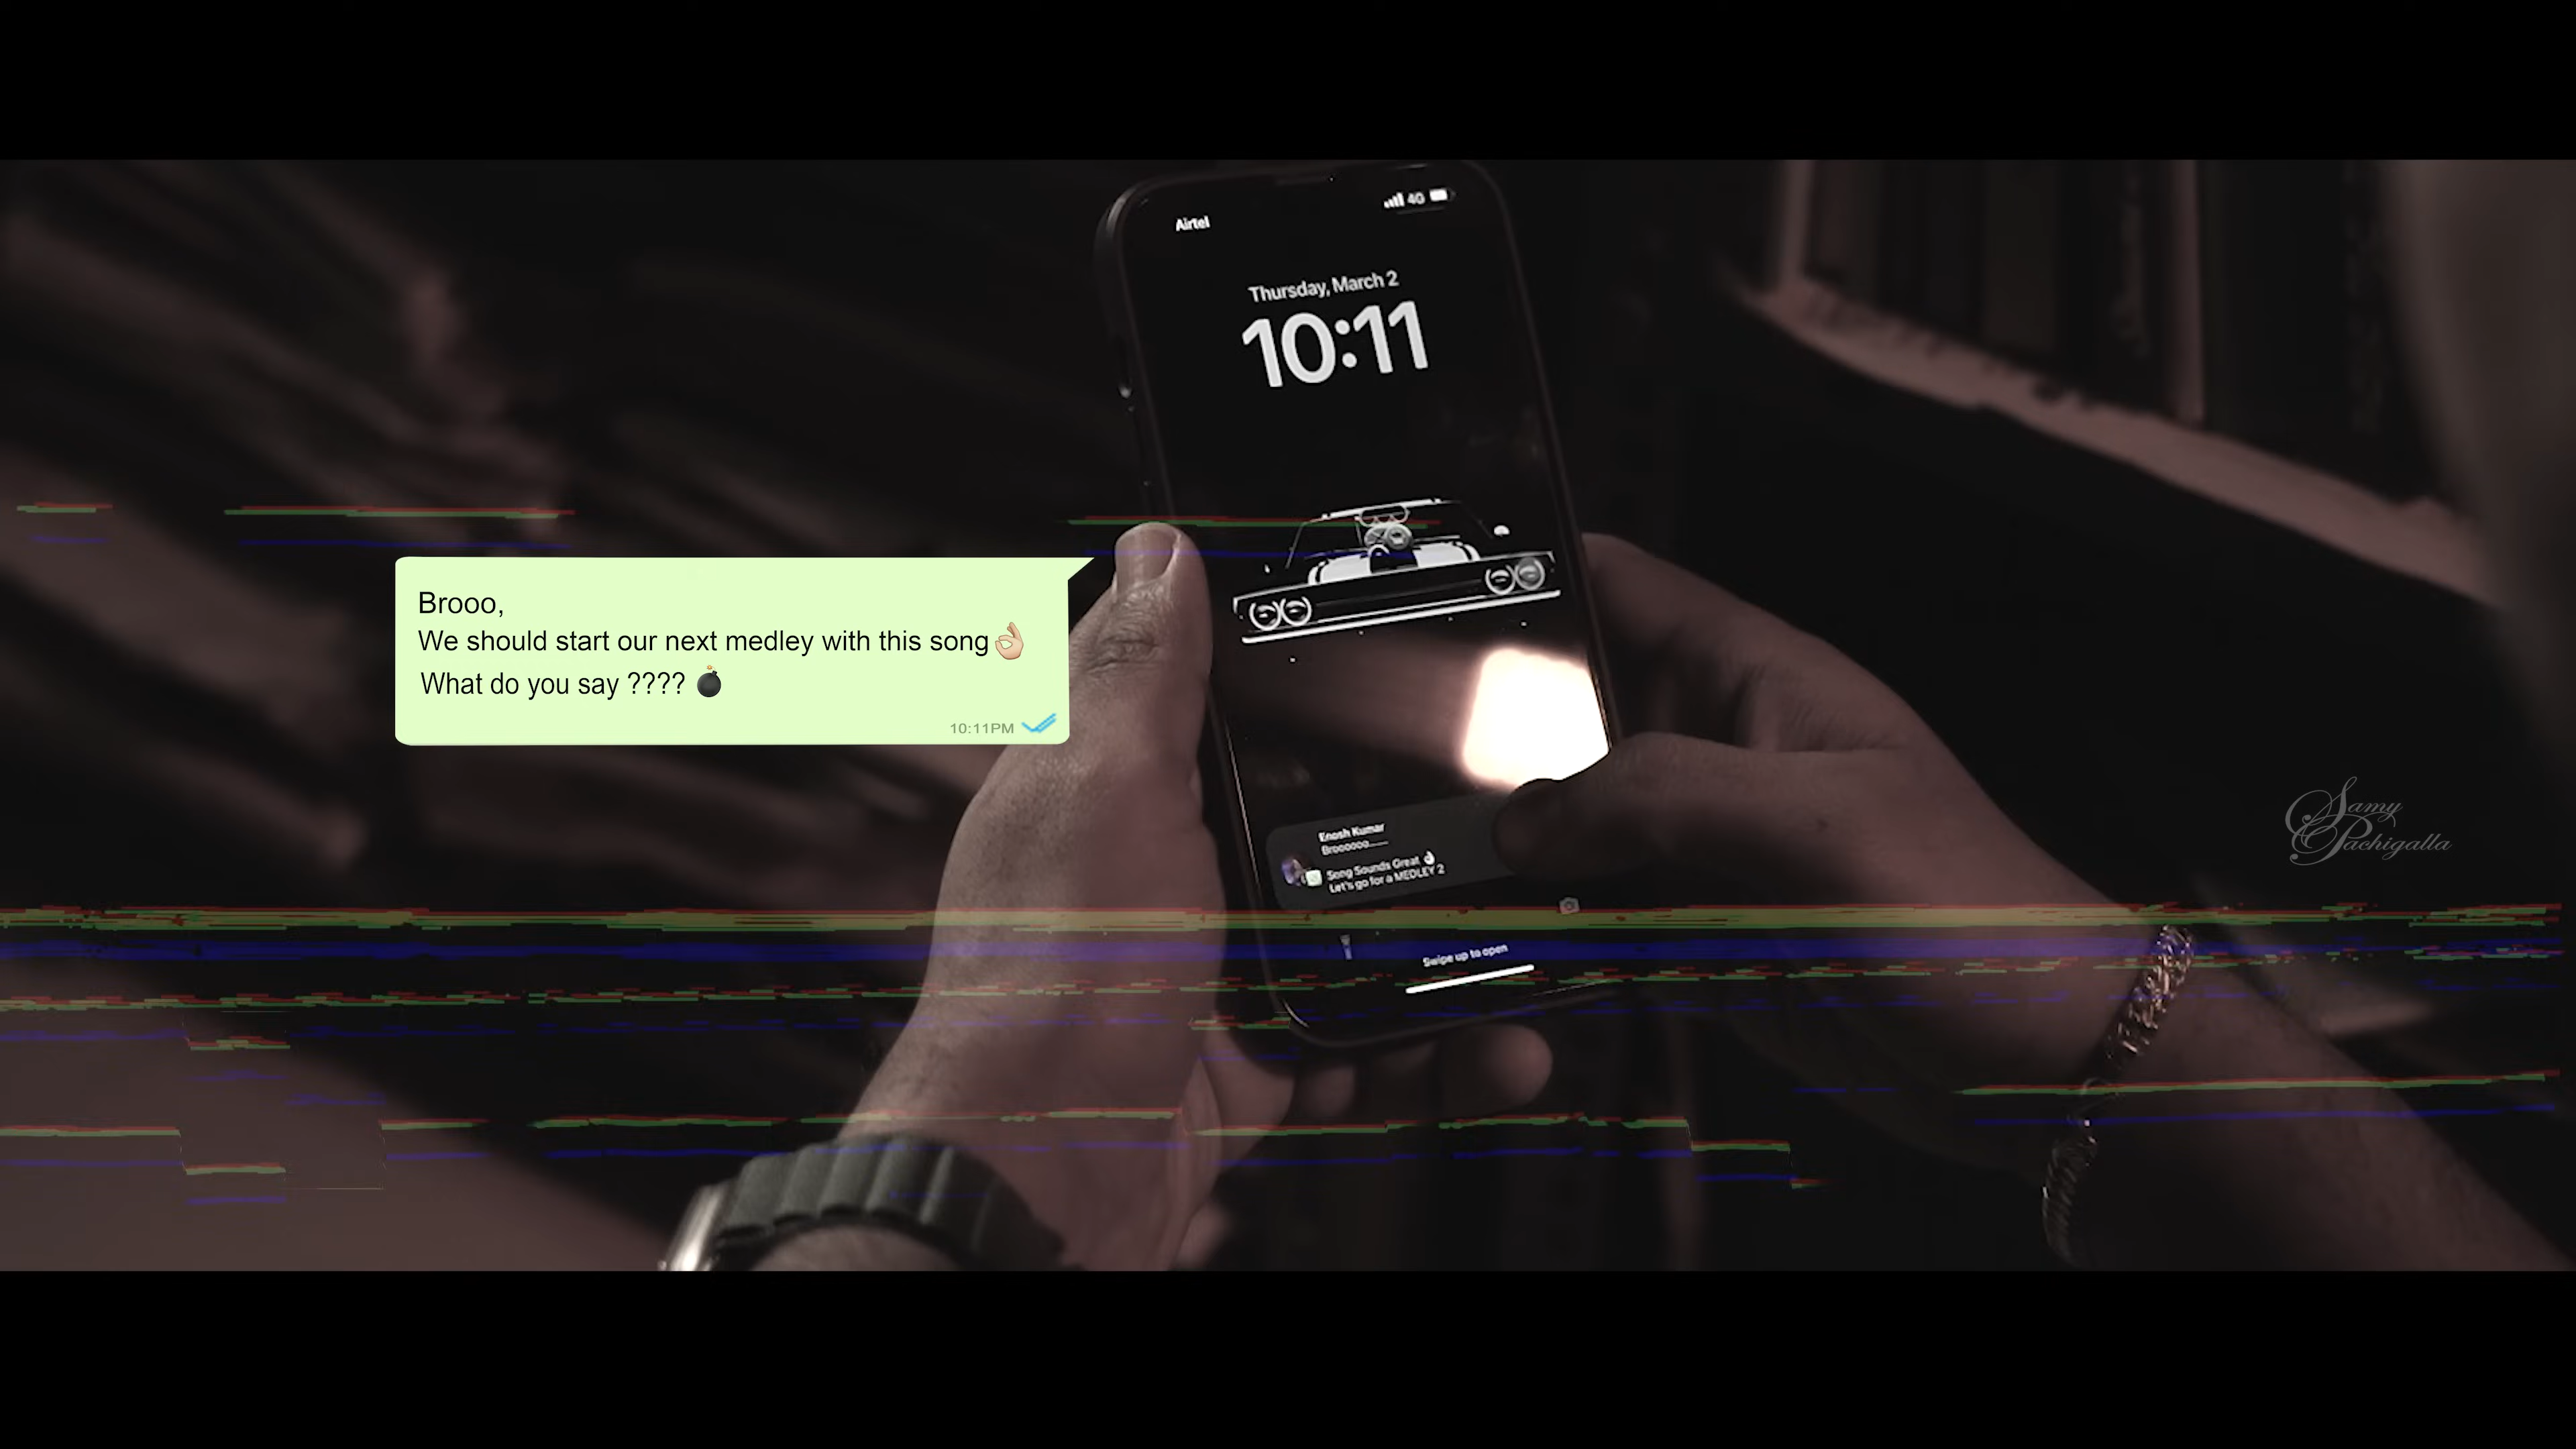 Airtel
4G
Thursday, March 2
10:11
Brooo,
We should start our next medley with this song👌🏻
What do you say ???? 💣
10:11PM
Enosh Kumar
Broooooo......
Song Sounds Great 👌
Let's go for a MEDLEY 2
Swipe up to open
Samy
Pachigalla